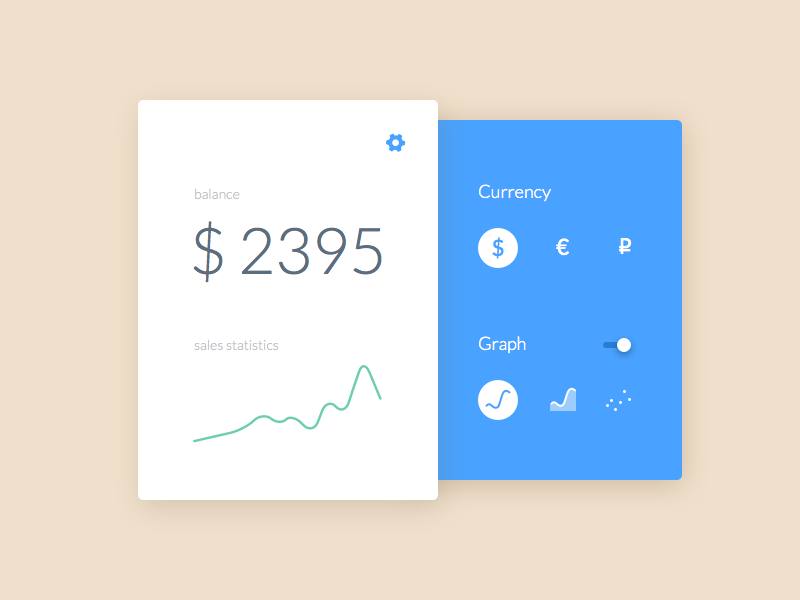 balance
$ 2395
sales statistics
Currency
$ € ₽
Graph